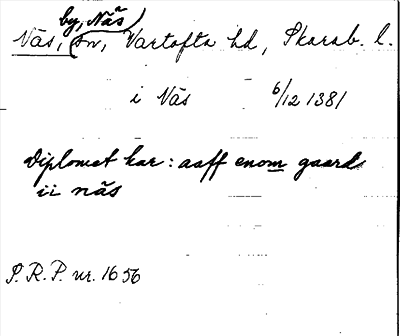 by, Näs
Näs, sn, Vartofta hd, Skarab. l.
i Näs 6/12 1381
Diplomet har: aaff enom gaards
ii näs
S.R.P. nr. 1656